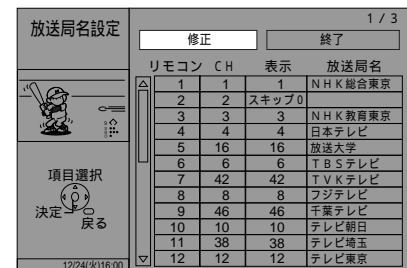 放送局名設定
1 / 3
修正 終了
リモコン CH 表示 放送局名
1 1 1 NHK総合東京
2 2 スキップ0
3 3 3 NHK教育東京
4 4 4 日本テレビ
5 16 16 放送大学
6 6 6 TBSテレビ
7 42 42 TVKテレビ
8 8 8 フジテレビ
9 46 46 千葉テレビ
10 10 10 テレビ朝日
11 38 38 テレビ埼玉
12 12 12 テレビ東京
項目選択
決定
戻る
12/24(火)16:00